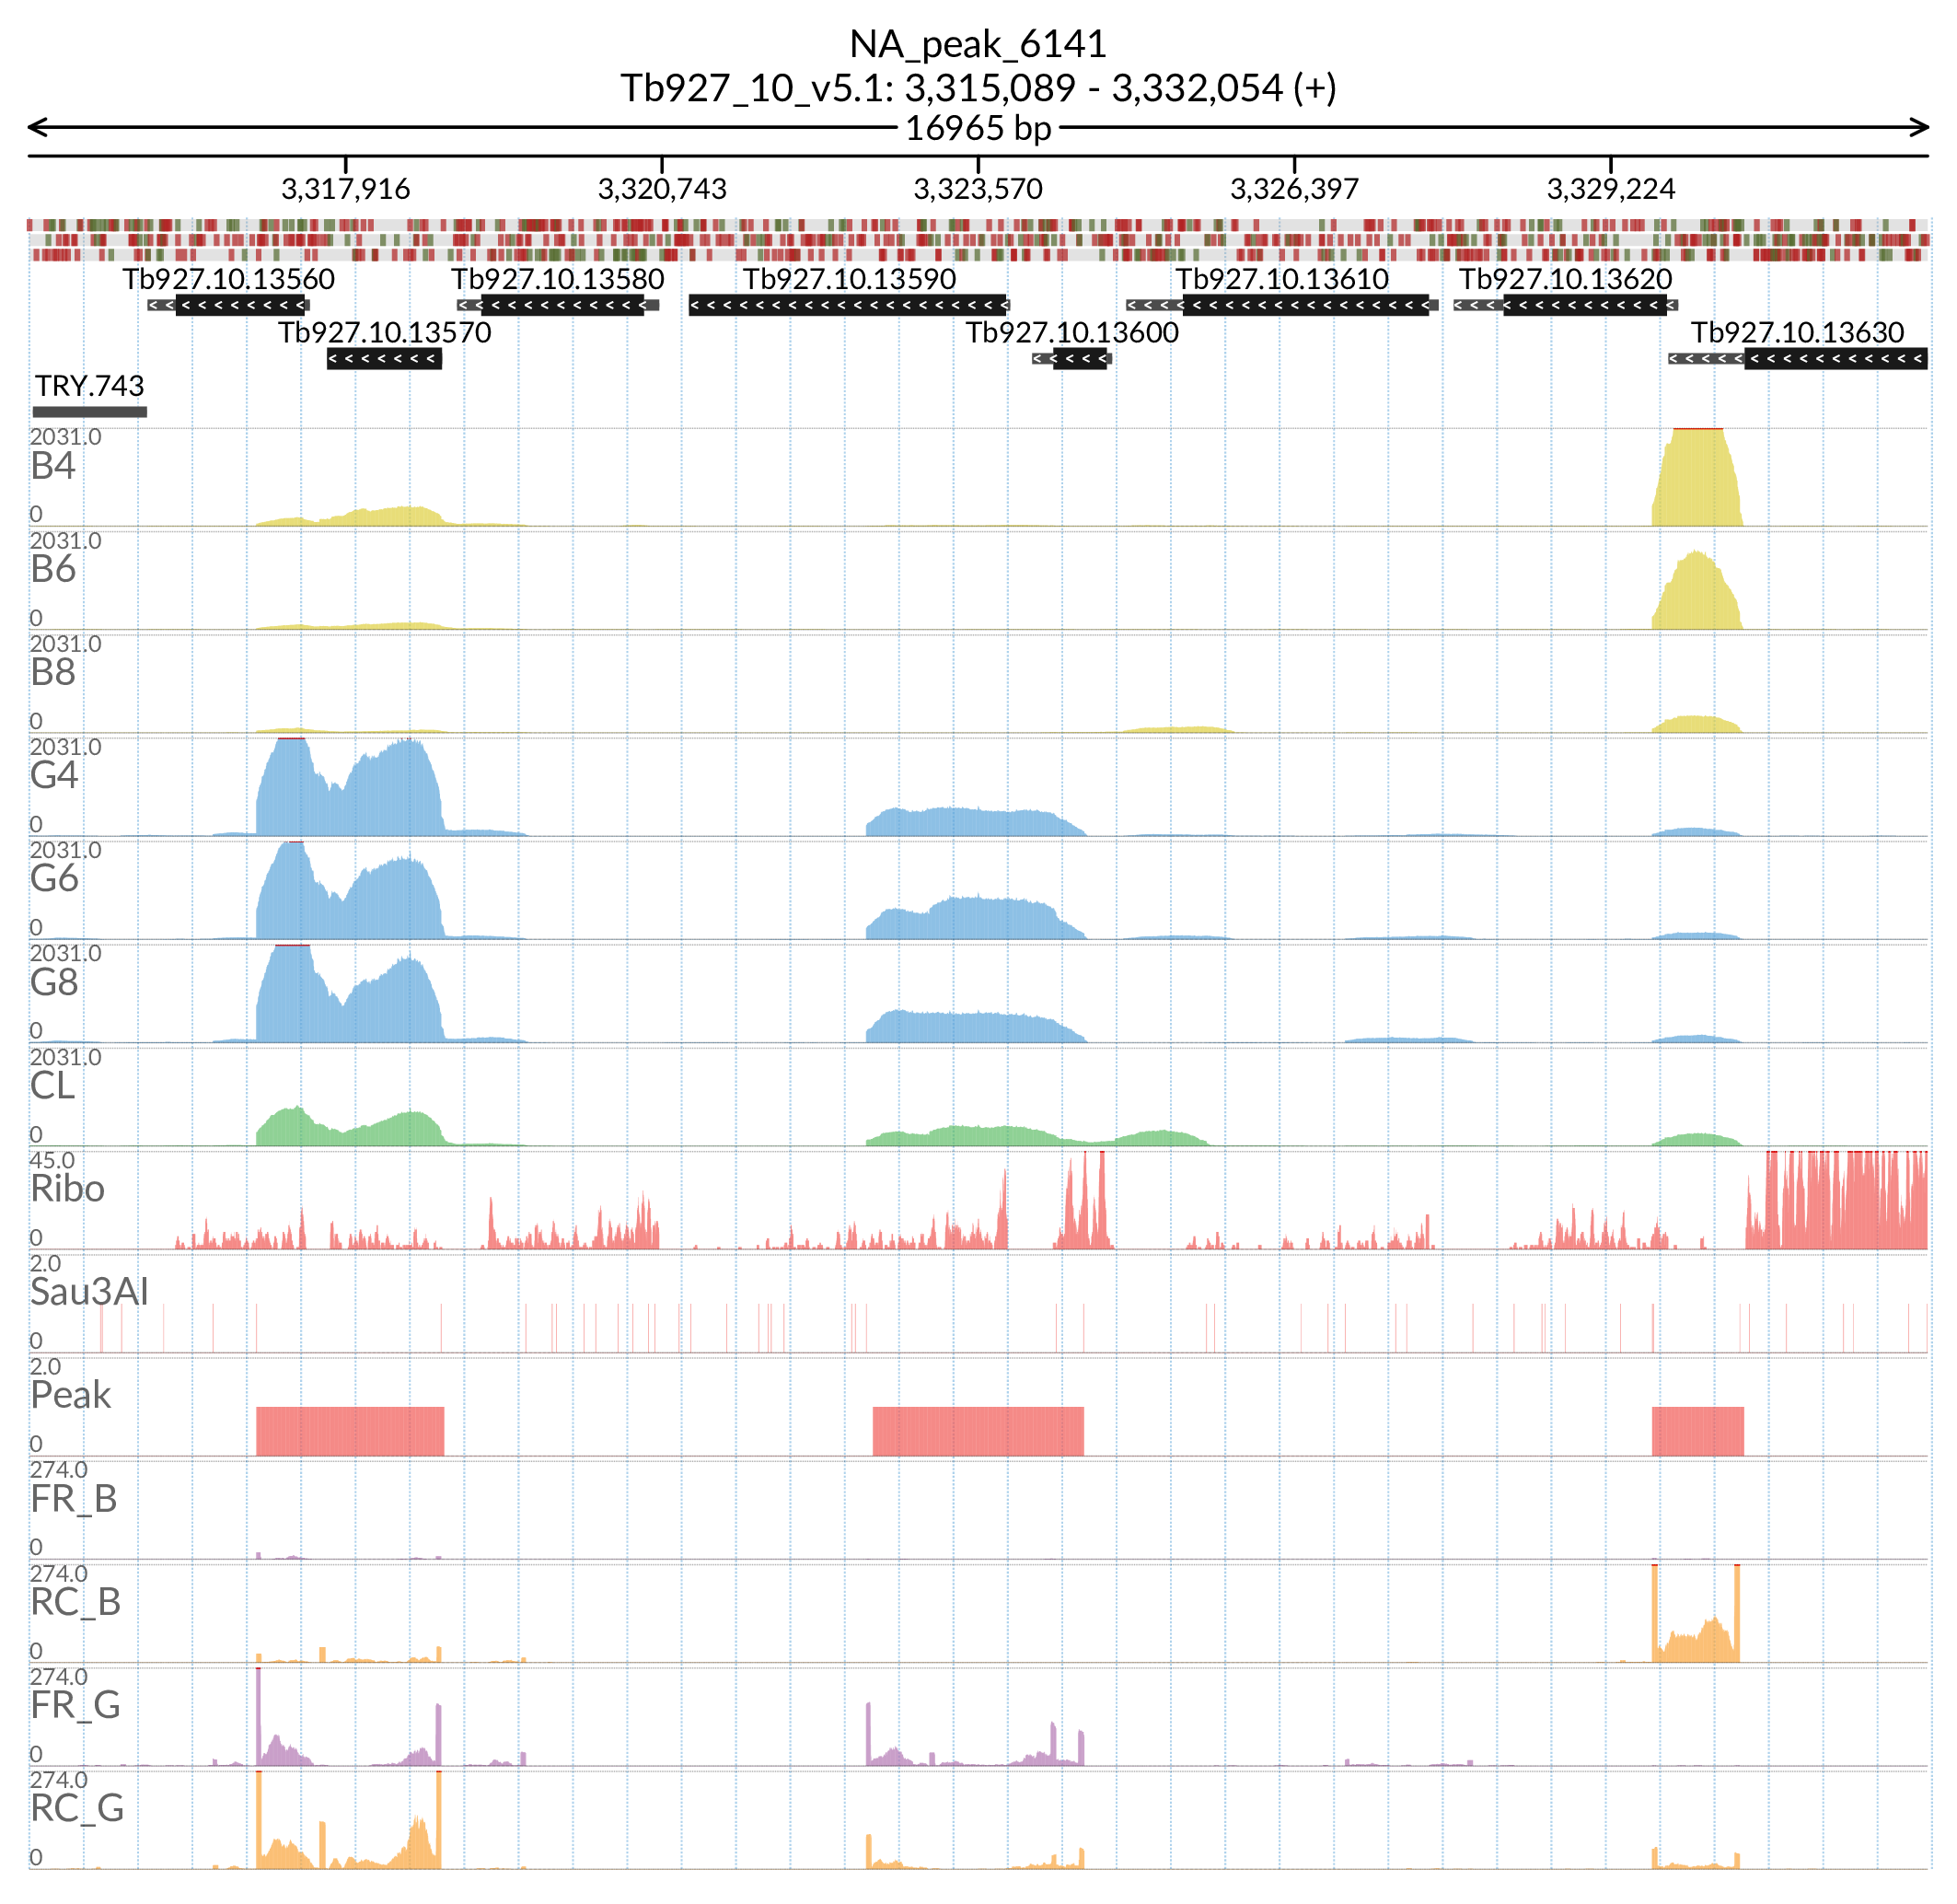 NA_peak_6141
Tb927_10_v5.1: 3,315,089 - 3,332,054 (+)
16965 bp
3,317,916 3,320,743 3,323,570 3,326,397 3,329,224
Tb927.10.13560 Tb927.10.13580 Tb927.10.13590 Tb927.10.13610 Tb927.10.13620
Tb927.10.13570 Tb927.10.13600 Tb927.10.13630
TRY.743
2031.0
B4
0
2031.0
B6
0
2031.0
B8
0
2031.0
G4
0
2031.0
G6
0
2031.0
G8
0
2031.0
CL
0
45.0
Ribo
0
2.0
Sau3AI
0
2.0
Peak
0
274.0
FR_B
0
274.0
RC_B
0
274.0
FR_G
0
274.0
RC_G
0